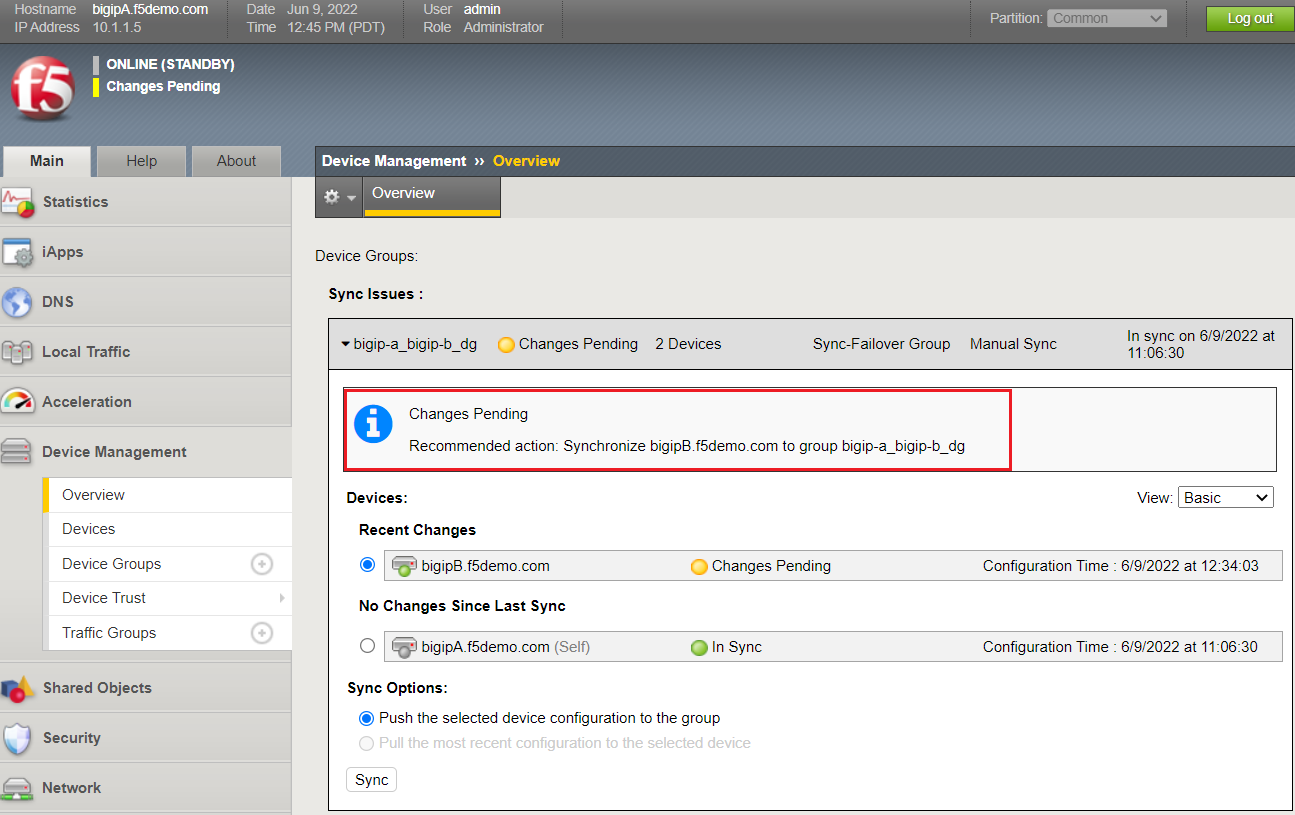 Hostname bigipA.f5demo.com Date Jun 9, 2022 User admin Partition: Common Log out
IP Address 10.1.1.5 Time 12:45 PM (PDT) Role Administrator
f5
ONLINE (STANDBY)
Changes Pending
Main Help About
Device Management ›› Overview
Overview
Statistics
iApps
DNS
Local Traffic
Acceleration
Device Management
Overview
Devices
Device Groups
Device Trust
Traffic Groups
Shared Objects
Security
Network
Device Groups:
Sync Issues :
bigip-a_bigip-b_dg Changes Pending 2 Devices Sync-Failover Group Manual Sync In sync on 6/9/2022 at
11:06:30
Changes Pending
Recommended action: Synchronize bigipB.f5demo.com to group bigip-a_bigip-b_dg
Devices: View: Basic
Recent Changes
bigipB.f5demo.com Changes Pending Configuration Time : 6/9/2022 at 12:34:03
No Changes Since Last Sync
bigipA.f5demo.com (Self) In Sync Configuration Time : 6/9/2022 at 11:06:30
Sync Options:
Push the selected device configuration to the group
Pull the most recent configuration to the selected device
Sync